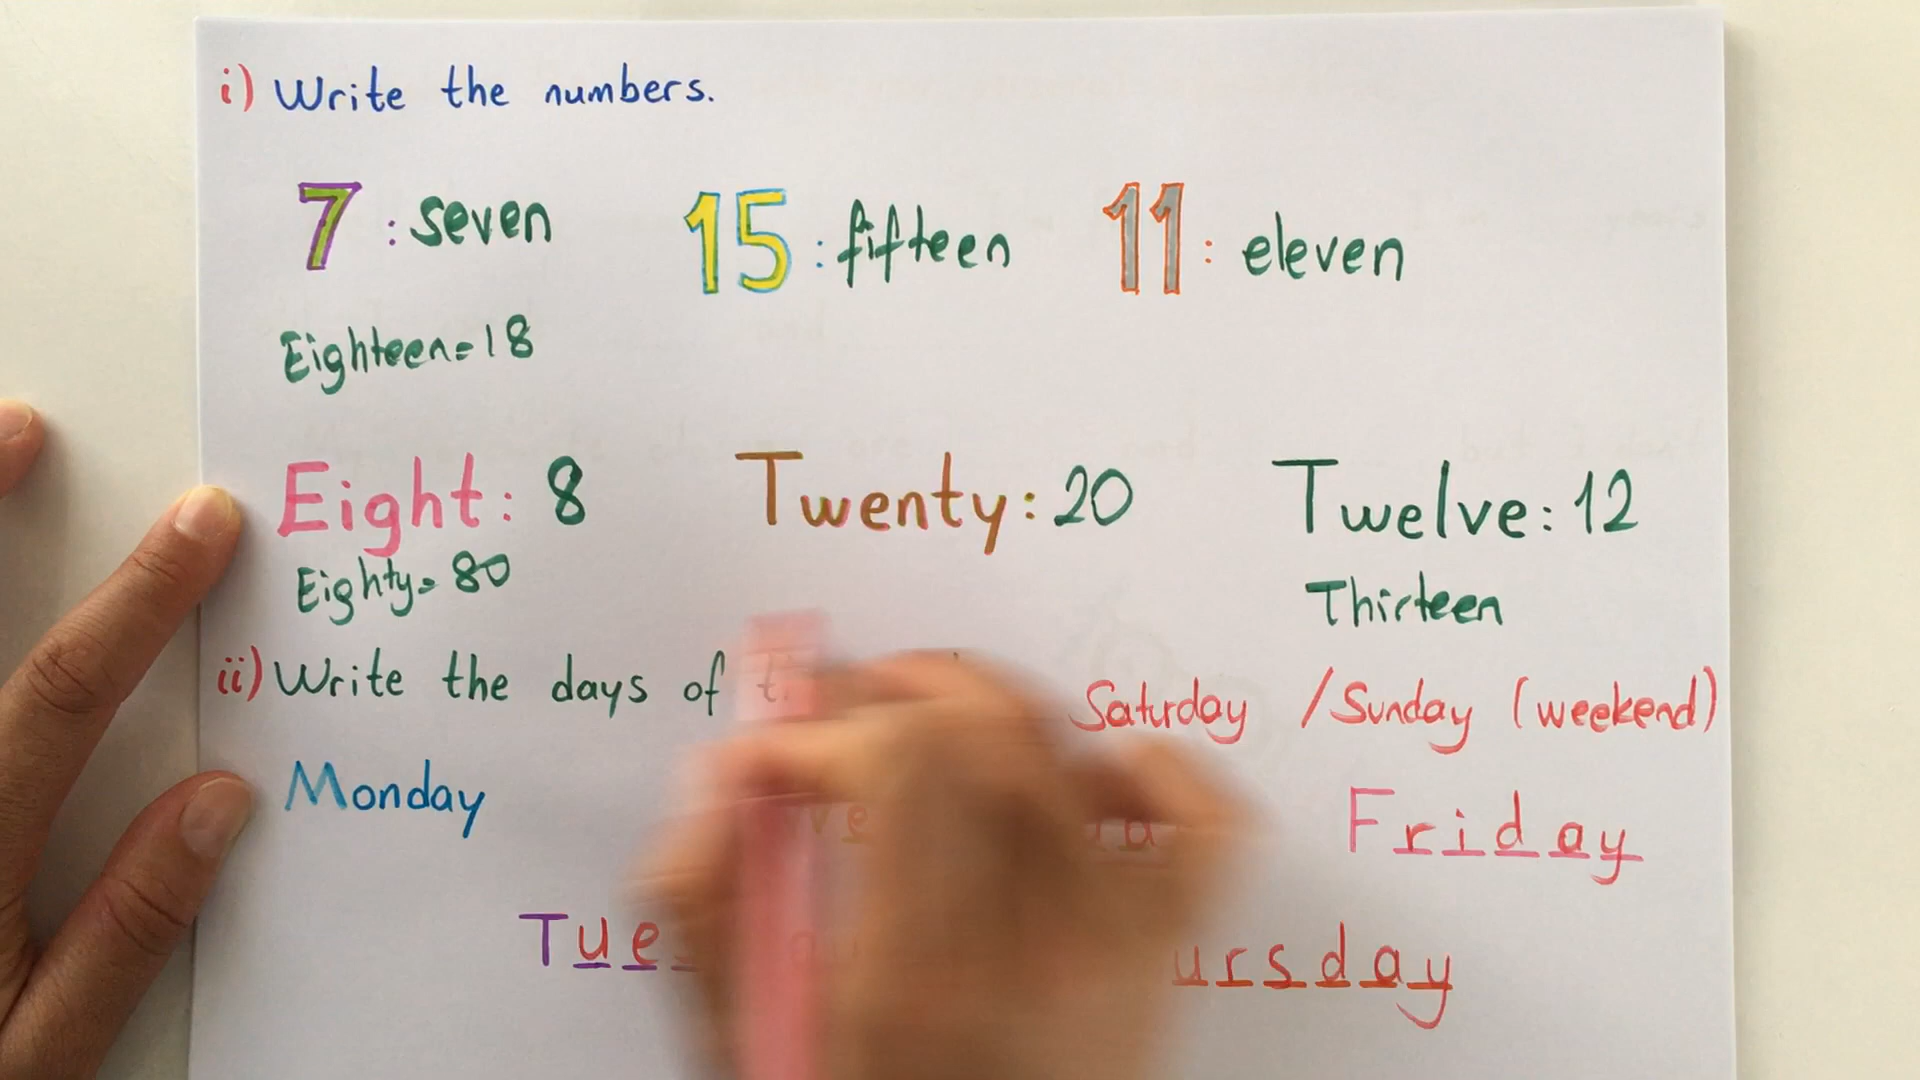 i) Write the numbers.
7 : seven 15 : fifteen 11 : eleven
Eighteen = 18
Eight : 8 Twenty : 20 Twelve : 12
Eighty = 80 Thirteen
ii) Write the days of
Saturday / Sunday (weekend)
Monday Friday